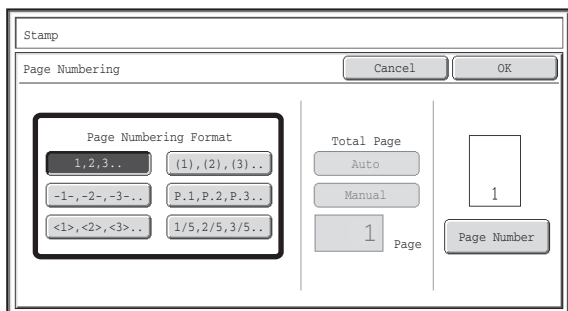 Stamp
Page Numbering
Cancel
OK
Page Numbering Format
1,2,3..
(1),(2),(3)..
-1-,-2-,-3-..
P.1,P.2,P.3..
<1>,<2>,<3>..
1/5,2/5,3/5..
Total Page
Auto
Manual
1
Page
1
Page Number